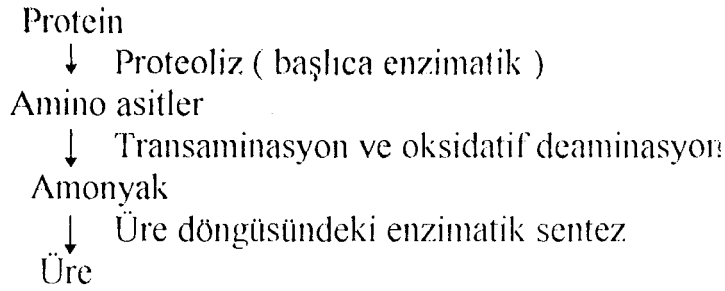 Protein
↓ Proteoliz ( başlıca enzimatik )
Amino asitler
↓ Transaminasyon ve oksidatif deaminasyon
Amonyak
↓ Üre döngüsündeki enzimatik sentez
Üre